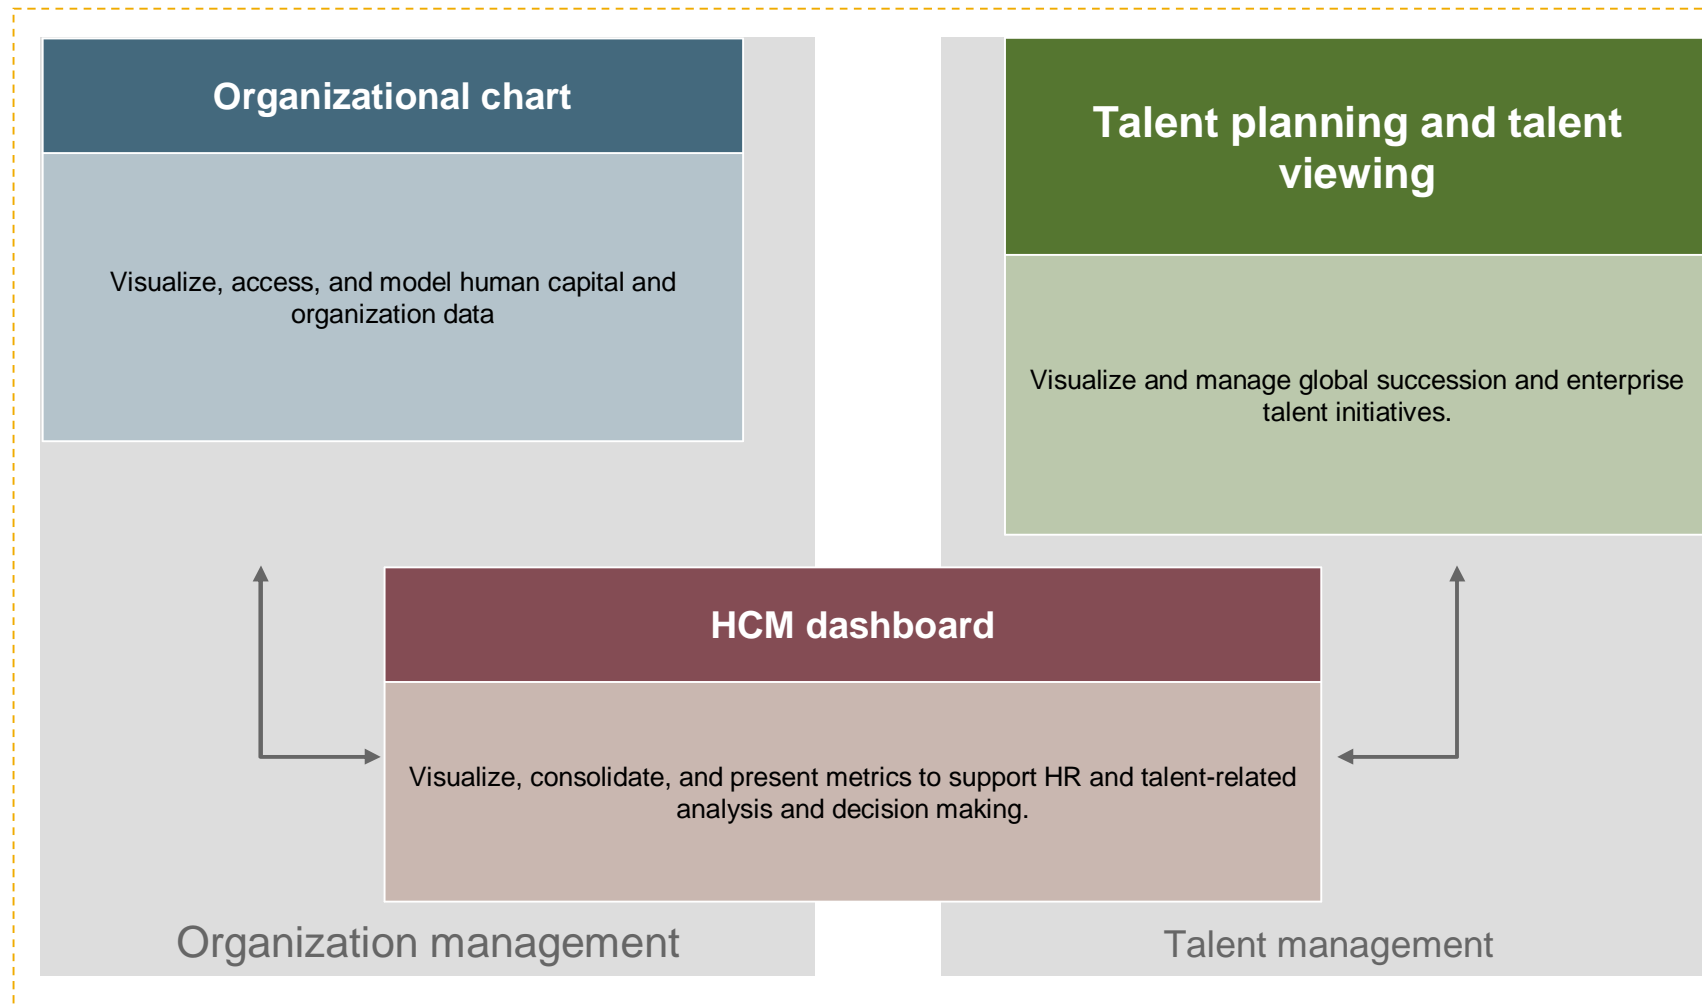 Organizational chart
Visualize, access, and model human capital and
organization data
Talent planning and talent
viewing
Visualize and manage global succession and enterprise
talent initiatives.
HCM dashboard
Visualize, consolidate, and present metrics to support HR and talent-related
analysis and decision making.
Organization management
Talent management